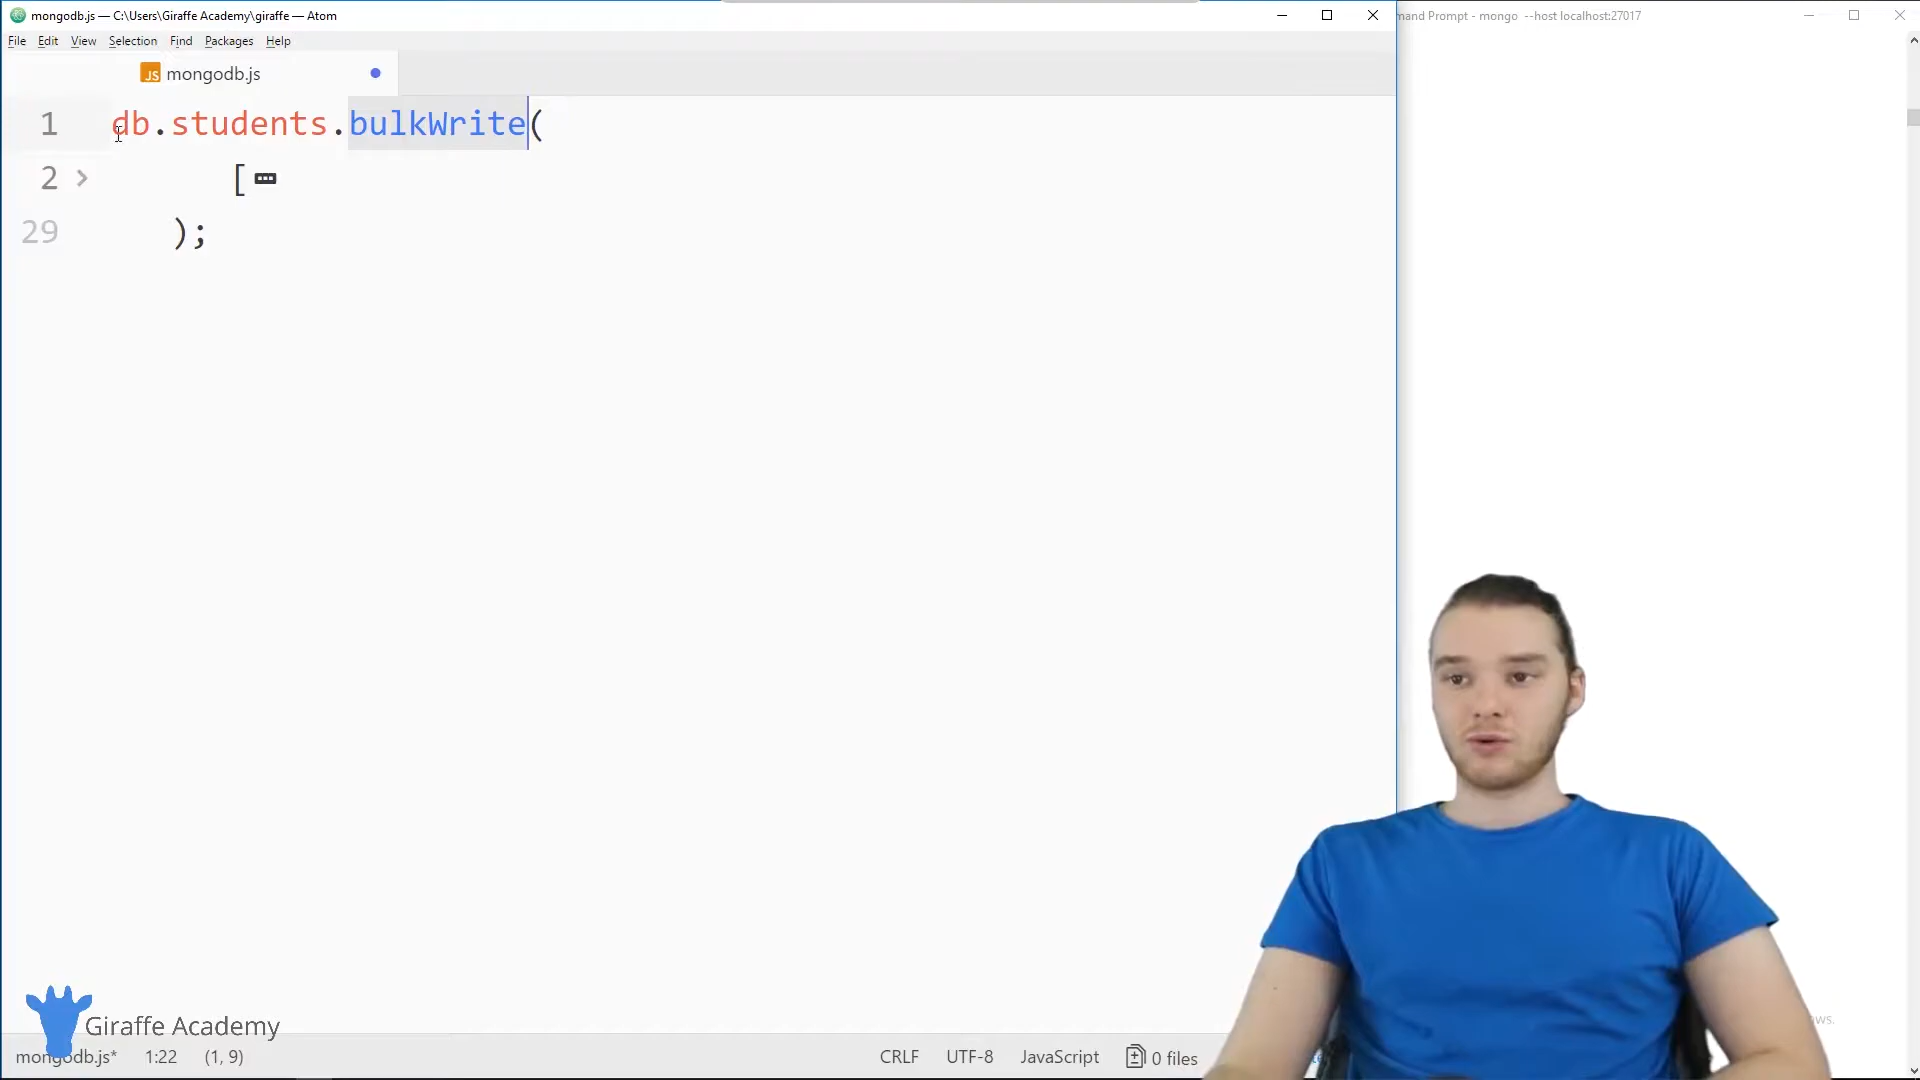 mongodb.js — C:\Users\Giraffe Academy\giraffe — Atom
mand Prompt - mongo --host localhost:27017
File Edit View Selection Find Packages Help
JS mongodb.js
1 db.students.bulkWrite(
2 [
29 );
Giraffe Academy
mongodb.js* 1:22 (1, 9) CRLF UTF-8 JavaScript 0 files